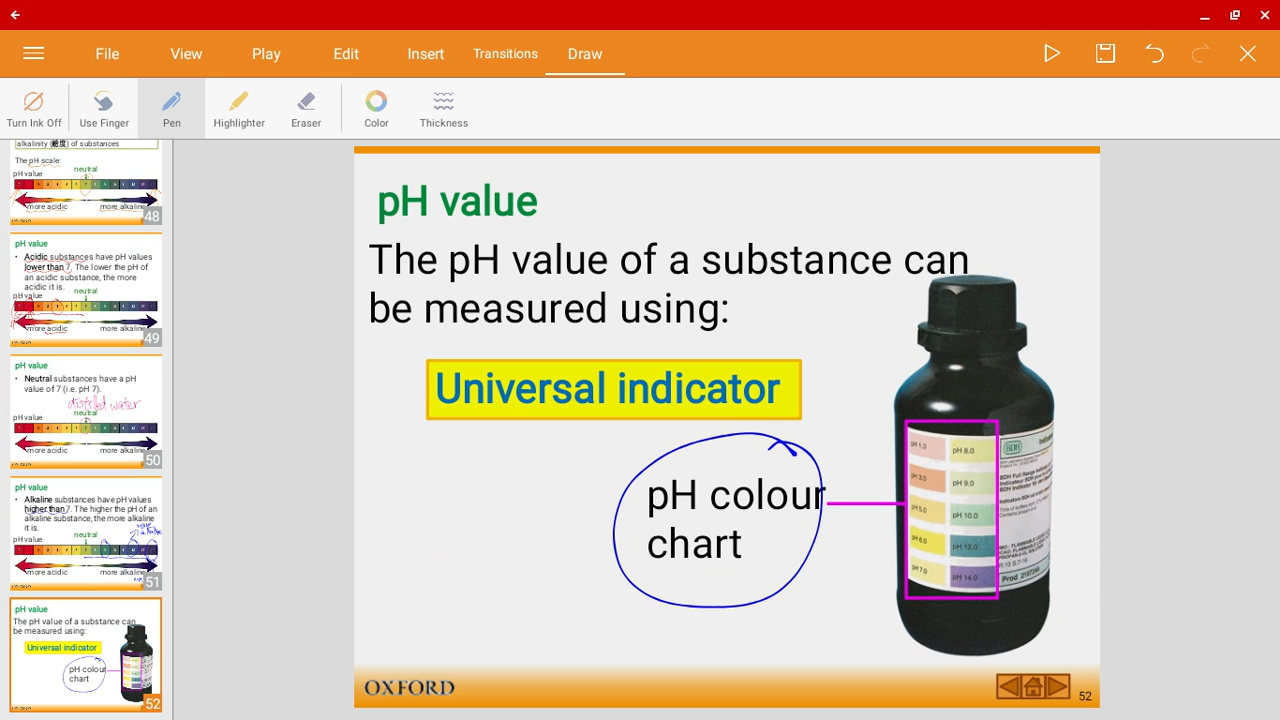 File View Play Edit Insert Transitions Draw
Turn Ink Off Use Finger Pen Highlighter Eraser Color Thickness
alkalinity (鹼度) of substances
The pH scale:
pH value
neutral
more acidic more alkaline
48
pH value
• Acidic substances have pH values
lower than 7. The lower the pH of
an acidic substance, the more
acidic it is.
pH value
neutral
more acidic more alkaline
49
pH value
• Neutral substances have a pH
value of 7 (i.e. pH 7).
distilled water
pH value
neutral
more acidic more alkaline
50
pH value
• Alkaline substances have pH values
higher than 7. The higher the pH of an
alkaline substance, the more alkaline
it is.
pH value
neutral
more acidic more alkaline
51
pH value
The pH value of a substance can
be measured using:
Universal indicator
pH colour
chart
52
pH value
The pH value of a substance can
be measured using:
Universal indicator
pH colour
chart
pH 1.0 pH 8.0
pH 3.0 pH 9.0
pH 5.0 pH 10.0
pH 6.0 pH 12.0
pH 7.0 pH 14.0
BDH
Prod
OXFORD
52